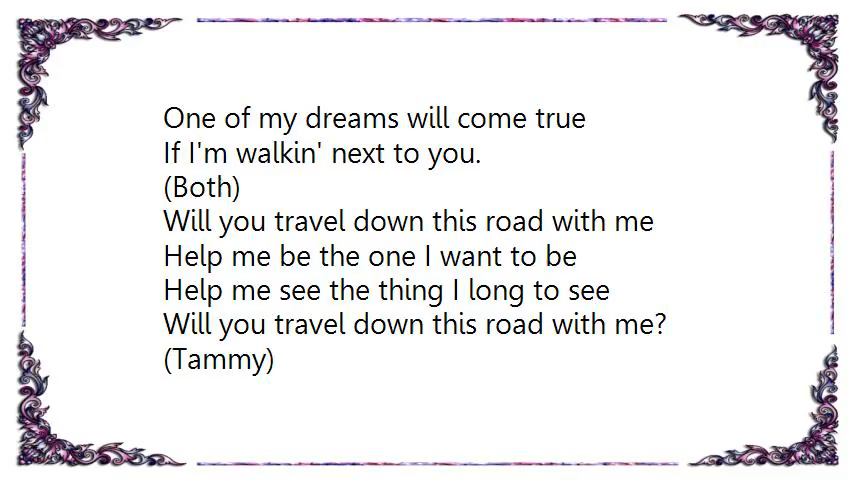 One of my dreams will come true
If I'm walkin' next to you.
(Both)
Will you travel down this road with me
Help me be the one I want to be
Help me see the thing I long to see
Will you travel down this road with me?
(Tammy)